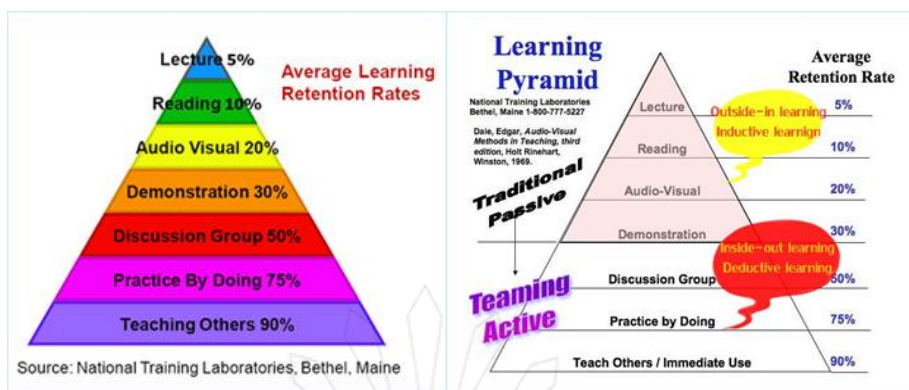 Lecture 5%
Average Learning
Retention Rates
Reading 10%
Audio Visual 20%
Demonstration 30%
Discussion Group 50%
Practice By Doing 75%
Teaching Others 90%
Source: National Training Laboratories, Bethel, Maine
Learning
Pyramid
National Training Laboratories
Bethel, Maine 1-800-777-5227
Dale, Edgar, Audio-Visual
Methods in Teaching, third
edition, Holt Rinehart,
Winston, 1969.
Average
Retention Rate
Lecture
5%
Outside-in learning
Inductive learnign
Reading
10%
Traditional
Passive
Audio-Visual
20%
Demonstration
30%
Inside-out learning
Deductive learning
Teaming
Active
Discussion Group
50%
Practice by Doing
75%
Teach Others / Immediate Use
90%